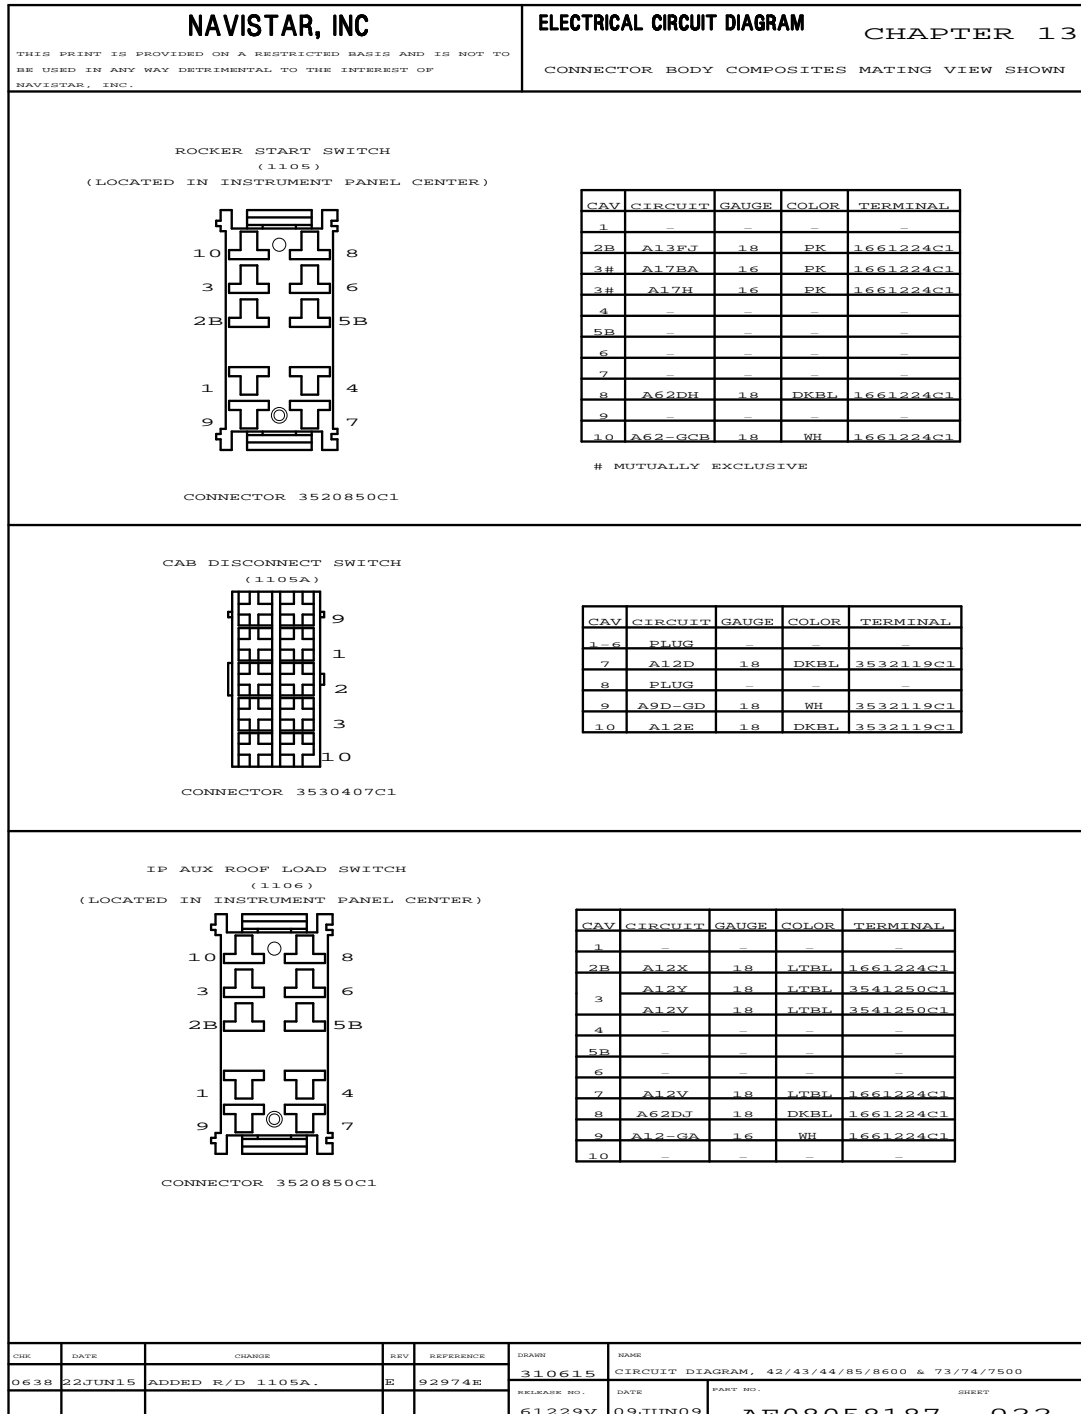 NAVISTAR, INC
THIS PRINT IS PROVIDED ON A RESTRICTED BASIS AND IS NOT TO
BE USED IN ANY WAY DETRIMENTAL TO THE INTEREST OF
NAVISTAR, INC.
ELECTRICAL CIRCUIT DIAGRAM
CHAPTER 13
CONNECTOR BODY COMPOSITES MATING VIEW SHOWN
ROCKER START SWITCH
(1105)
(LOCATED IN INSTRUMENT PANEL CENTER)
10 8
3 6
2B 5B
1 4
9 7
CONNECTOR 3520850C1
CAV CIRCUIT GAUGE COLOR TERMINAL
1 – – – –
2B A13FJ 18 PK 1661224C1
3# A17BA 16 PK 1661224C1
3# A17H 16 PK 1661224C1
4 – – – –
5B – – – –
6 – – – –
7 – – – –
8 A62DH 18 DKBL 1661224C1
9 – – – –
10 A62-GCB 18 WH 1661224C1
# MUTUALLY EXCLUSIVE
CAB DISCONNECT SWITCH
(1105A)
9
1
2
3
10
CONNECTOR 3530407C1
CAV CIRCUIT GAUGE COLOR TERMINAL
1-6 PLUG – – –
7 A12D 18 DKBL 3532119C1
8 PLUG – – –
9 A9D-GD 18 WH 3532119C1
10 A12E 18 DKBL 3532119C1
IP AUX ROOF LOAD SWITCH
(1106)
(LOCATED IN INSTRUMENT PANEL CENTER)
10 8
3 6
2B 5B
1 4
9 7
CONNECTOR 3520850C1
CAV CIRCUIT GAUGE COLOR TERMINAL
1 – – – –
2B A12X 18 LTBL 1661224C1
3 A12Y 18 LTBL 3541250C1
A12V 18 LTBL 3541250C1
4 – – – –
5B – – – –
6 – – – –
7 A12V 18 LTBL 1661224C1
8 A62DJ 18 DKBL 1661224C1
9 A12-GA 16 WH 1661224C1
10 – – – –
CHK DATE CHANGE REV REFERENCE
0638 22JUN15 ADDED R/D 1105A. E 92974E
DRAWN
310615
NAME
CIRCUIT DIAGRAM, 42/43/44/85/8600 & 73/74/7500
RELEASE NO.
61229V
DATE
09JUN09
PART NO.
AE08058187
SHEET
033